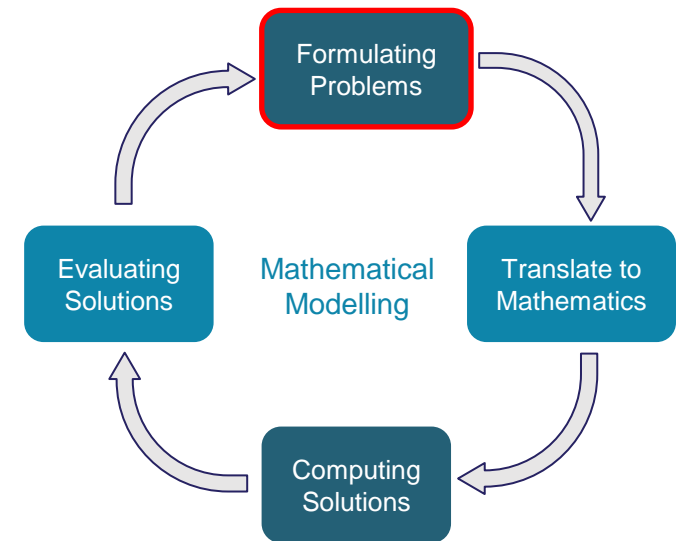 Formulating
Problems
Evaluating
Solutions
Mathematical
Modelling
Translate to
Mathematics
Computing
Solutions